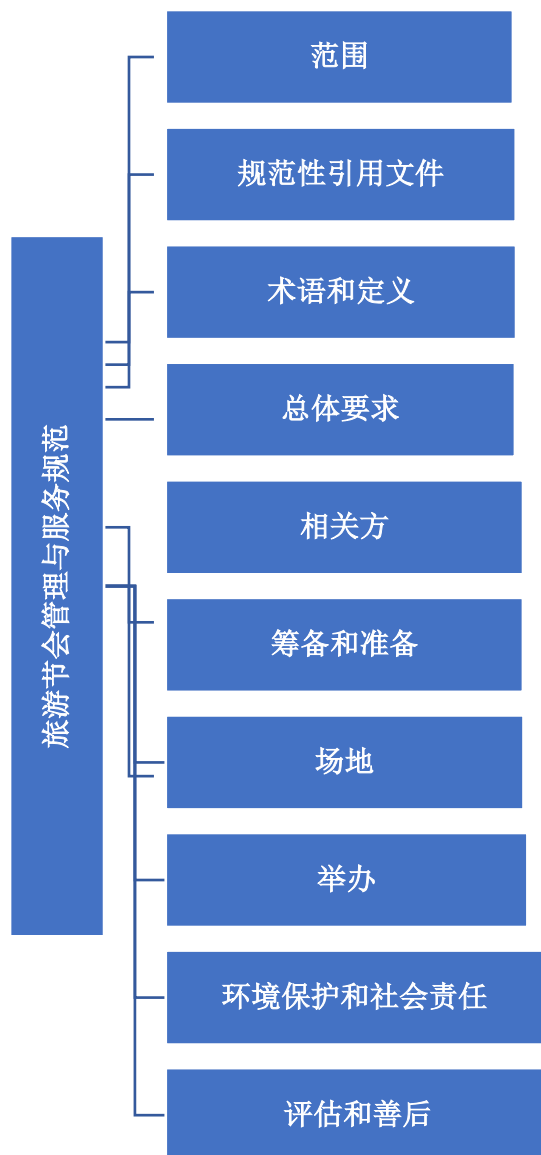 旅游节会管理与服务规范
范围
规范性引用文件
术语和定义
总体要求
相关方
筹备和准备
场地
举办
环境保护和社会责任
评估和善后